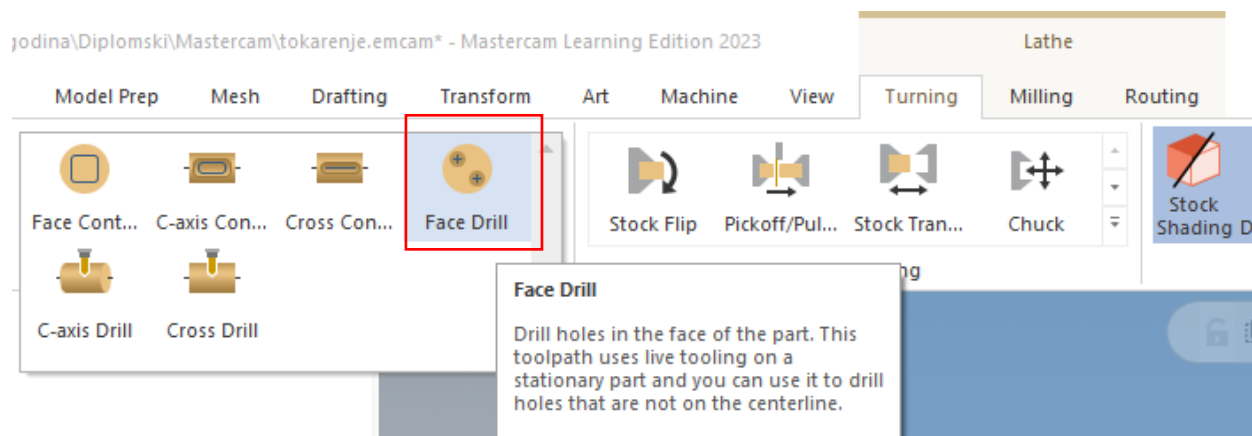 godina\Diplomski\Mastercam\tokarenje.emcam* - Mastercam Learning Edition 2023
Lathe
Model Prep Mesh Drafting Transform Art Machine View Turning Milling Routing
Face Cont... C-axis Con... Cross Con... Face Drill
Stock Flip Pickoff/Pul... Stock Tran... Chuck
Stock
Shading D
C-axis Drill Cross Drill
ng
Face Drill
Drill holes in the face of the part. This
toolpath uses live tooling on a
stationary part and you can use it to drill
holes that are not on the centerline.